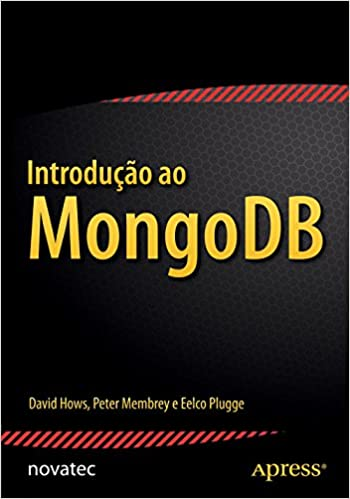 Introdução ao
MongoDB
David Hows, Peter Membrey e Eelco Plugge
novatec
Apress®